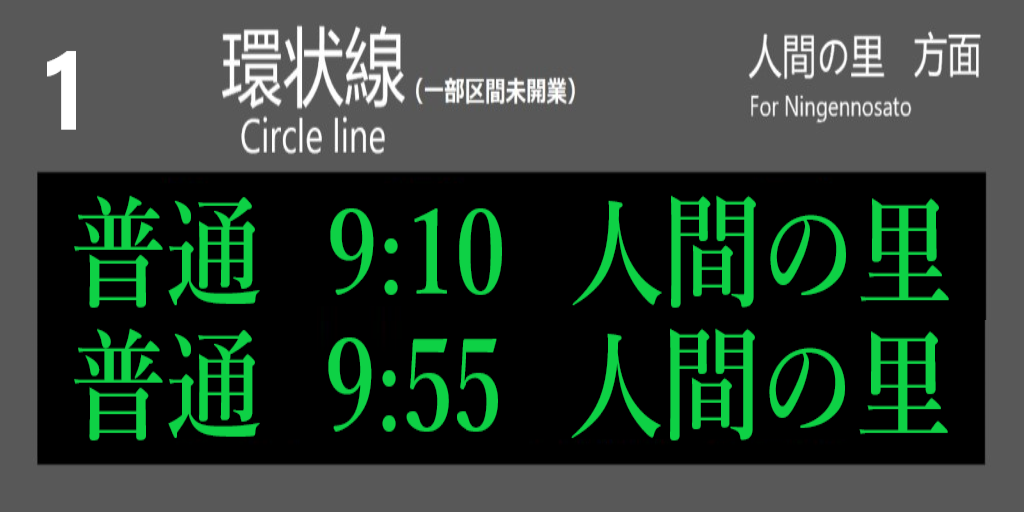 1
環状線（一部区間未開業）
Circle line
人間の里 方面
For Ningennosato
普通 9:10 人間の里
普通 9:55 人間の里